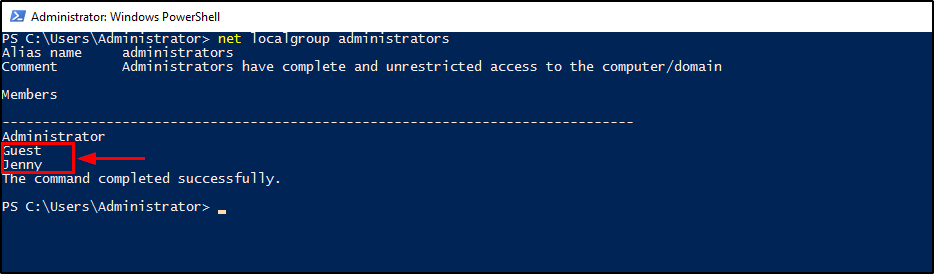 Administrator: Windows PowerShell
PS C:\Users\Administrator> net localgroup administrators
Alias name     administrators
Comment        Administrators have complete and unrestricted access to the computer/domain
Members
-------------------------------------------------------------------------------
Administrator
Guest
Jenny
The command completed successfully.
PS C:\Users\Administrator>